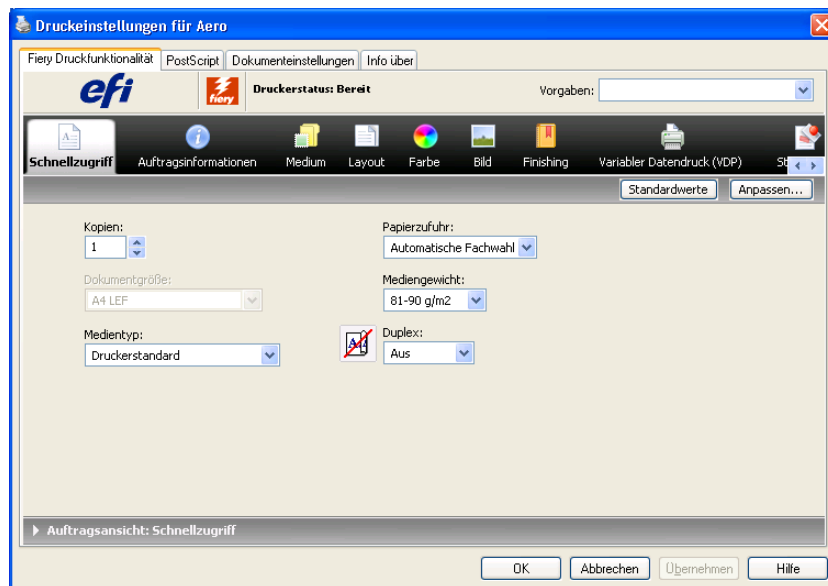 Druckeinstellungen für Aero
Fiery Druckfunktionalität PostScript Dokumenteinstellungen Info über
efi fiery Druckerstatus: Bereit Vorgaben:
Schnellzugriff Auftragsinformationen Medium Layout Farbe Bild Finishing Variabler Datendruck (VDP) St
Standardwerte Anpassen...
Kopien: Papierzufuhr:
1 Automatische Fachwahl
Dokumentgröße: Mediengewicht:
A4 LEF 81-90 g/m2
Medientyp: Duplex:
Druckerstandard Aus
Auftragsansicht: Schnellzugriff
OK Abbrechen Übernehmen Hilfe